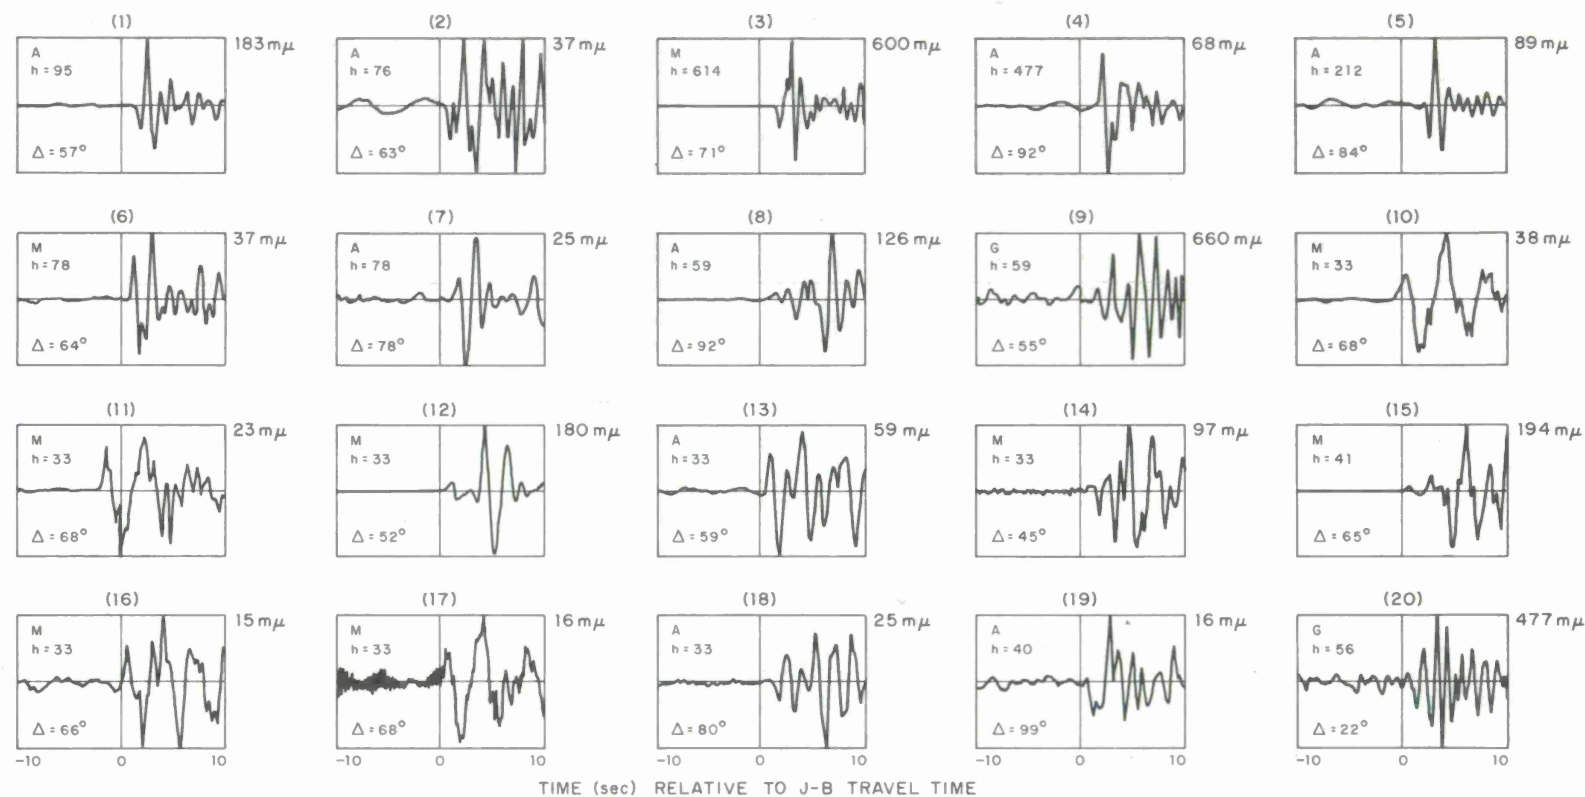 (1) (2) (3) (4) (5)
A h = 95 Δ = 57° 183 mμ
A h = 76 Δ = 63° 37 mμ
M h = 614 Δ = 71° 600 mμ
A h = 477 Δ = 92° 68 mμ
A h = 212 Δ = 84° 89 mμ
(6) (7) (8) (9) (10)
M h = 78 Δ = 64° 37 mμ
A h = 78 Δ = 78° 25 mμ
A h = 59 Δ = 92° 126 mμ
G h = 59 Δ = 55° 660 mμ
M h = 33 Δ = 68° 38 mμ
(11) (12) (13) (14) (15)
M h = 33 Δ = 68° 23 mμ
M h = 33 Δ = 52° 180 mμ
A h = 33 Δ = 59° 59 mμ
M h = 33 Δ = 45° 97 mμ
M h = 41 Δ = 65° 194 mμ
(16) (17) (18) (19) (20)
M h = 33 Δ = 66° 15 mμ
M h = 33 Δ = 68° 16 mμ
A h = 33 Δ = 80° 25 mμ
A h = 40 Δ = 99° 16 mμ
G h = 56 Δ = 22° 477 mμ
-10 0 10 -10 0 10 -10 0 10 -10 0 10 -10 0 10
TIME (sec) RELATIVE TO J-B TRAVEL TIME